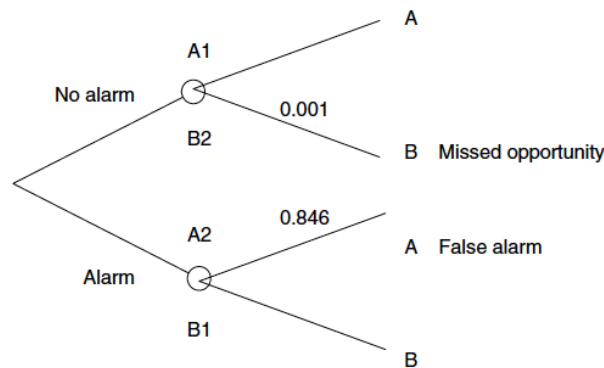 A
A1
No alarm
0.001
B2
B Missed opportunity
0.846
A2
A False alarm
Alarm
B1
B